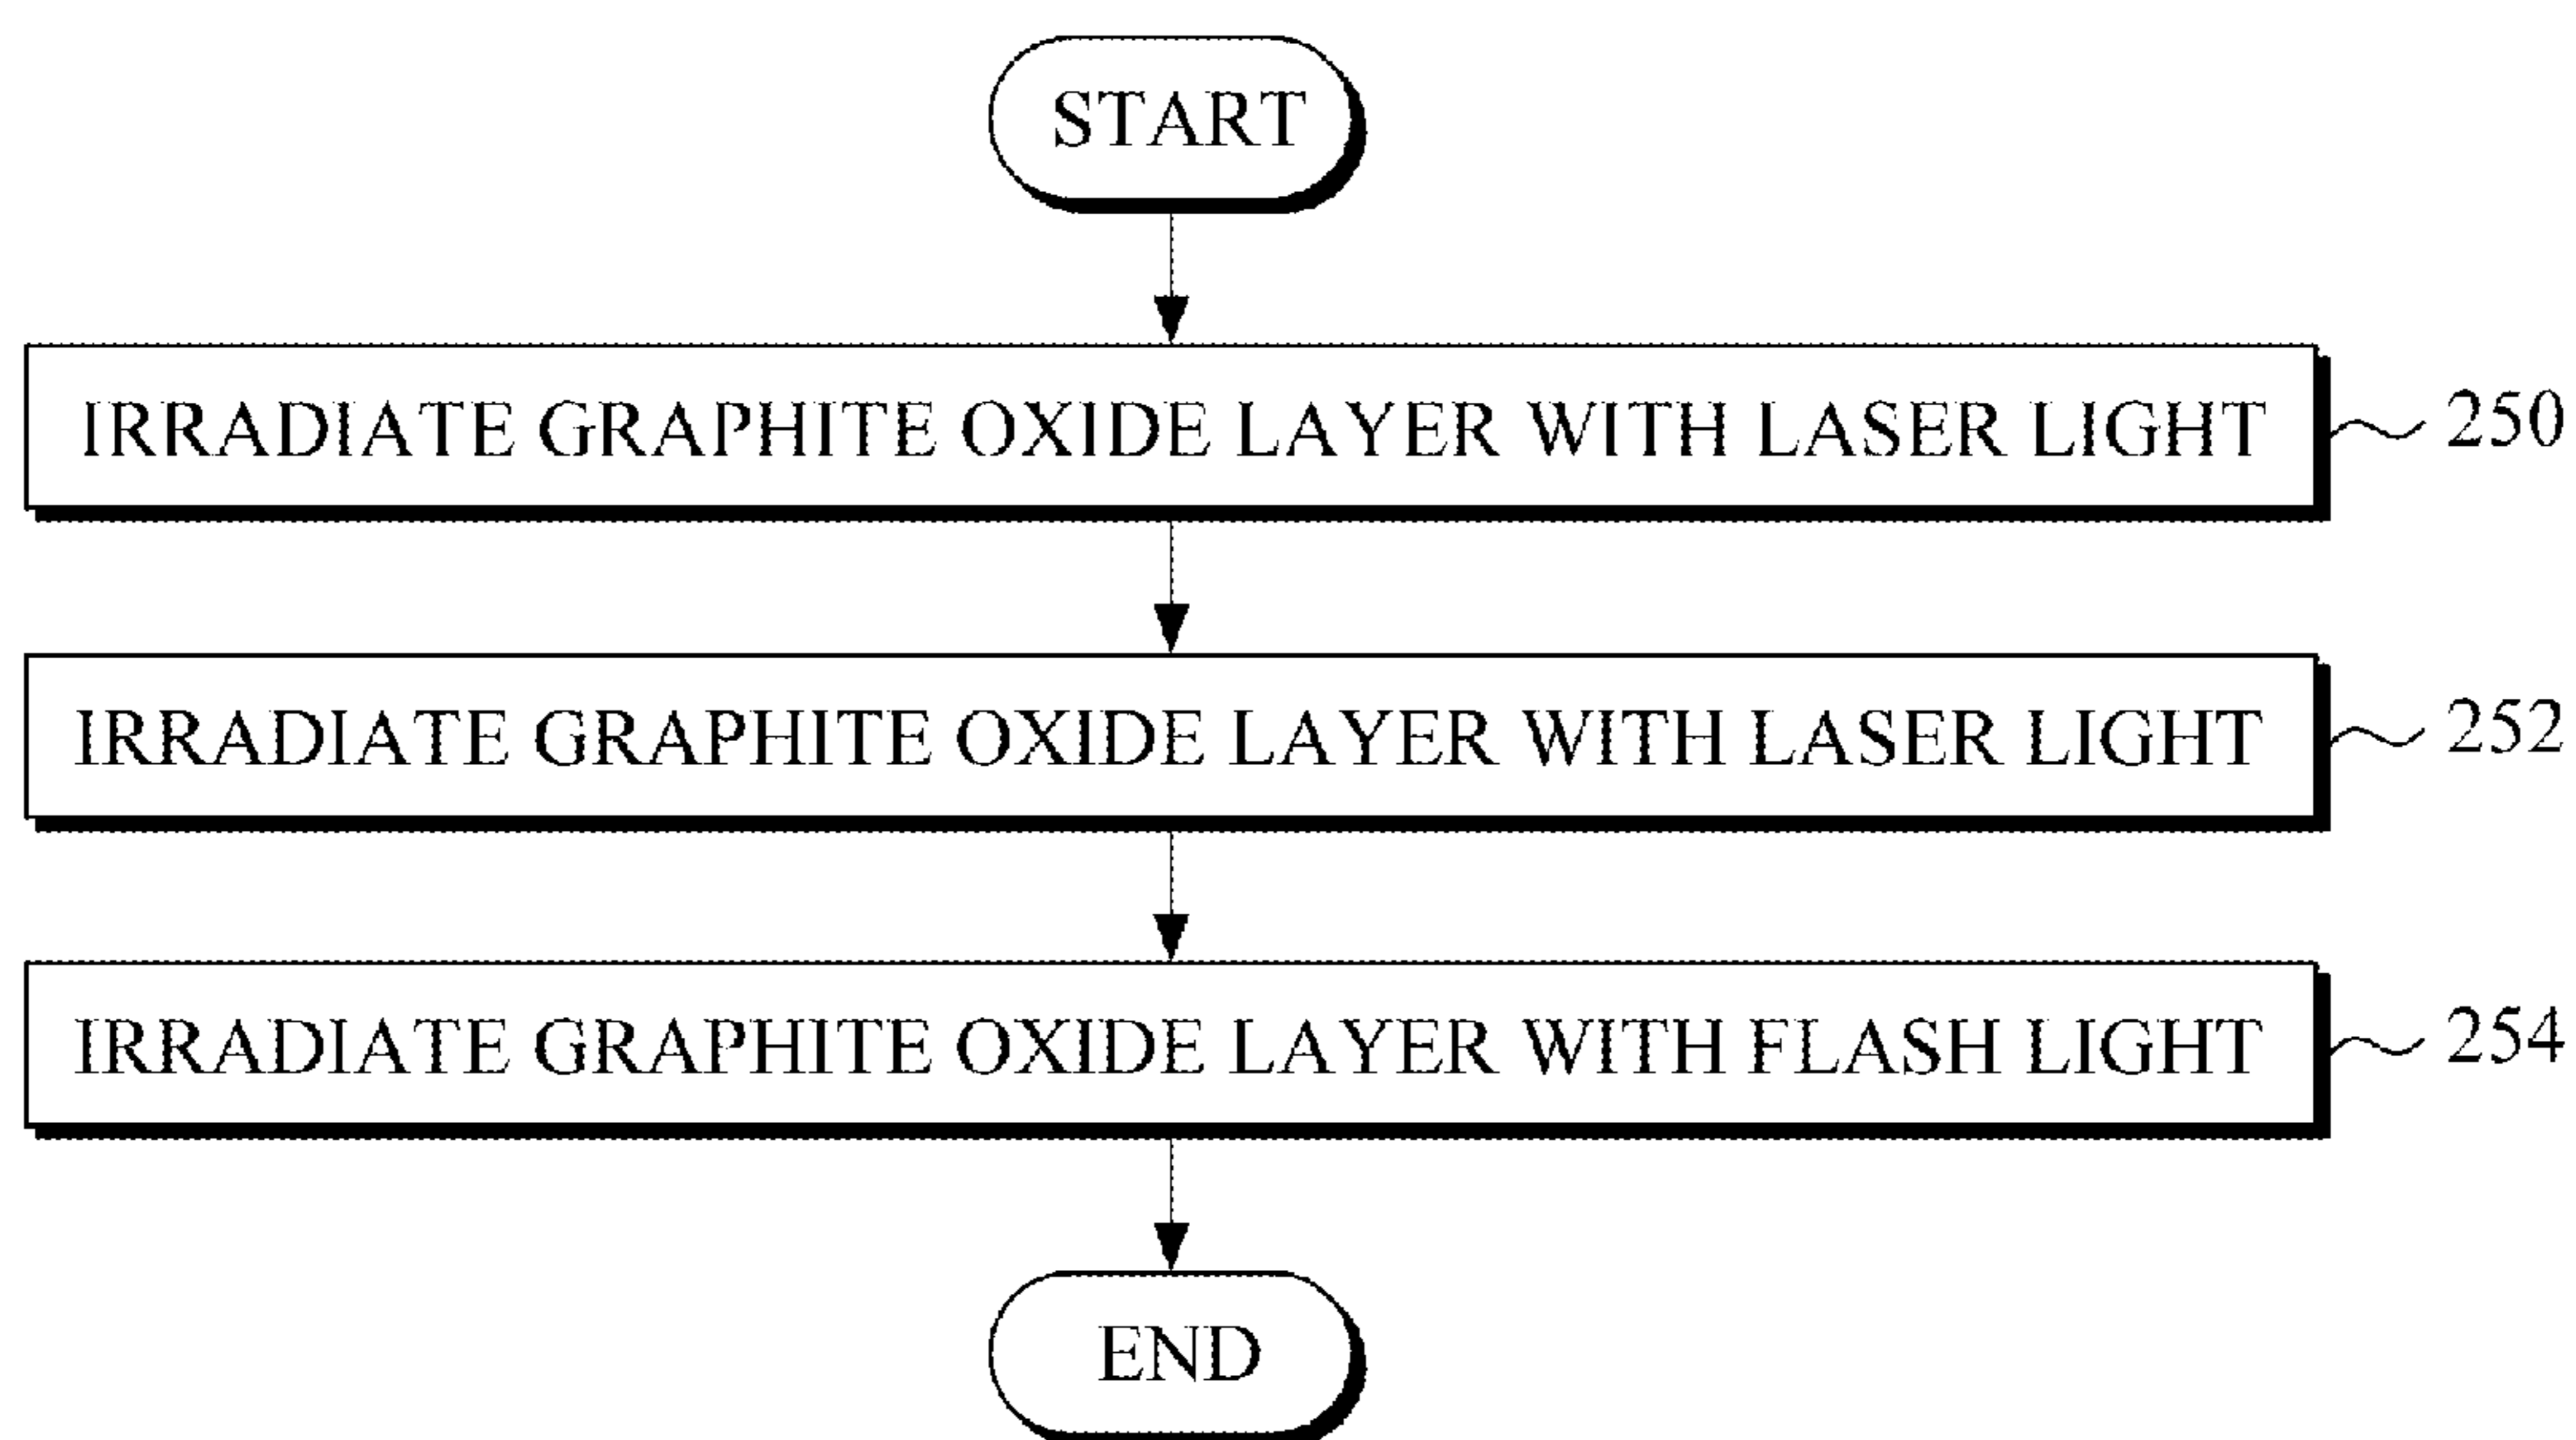 START
IRRADIATE GRAPHITE OXIDE LAYER WITH LASER LIGHT 250
IRRADIATE GRAPHITE OXIDE LAYER WITH LASER LIGHT 252
IRRADIATE GRAPHITE OXIDE LAYER WITH FLASH LIGHT 254
END